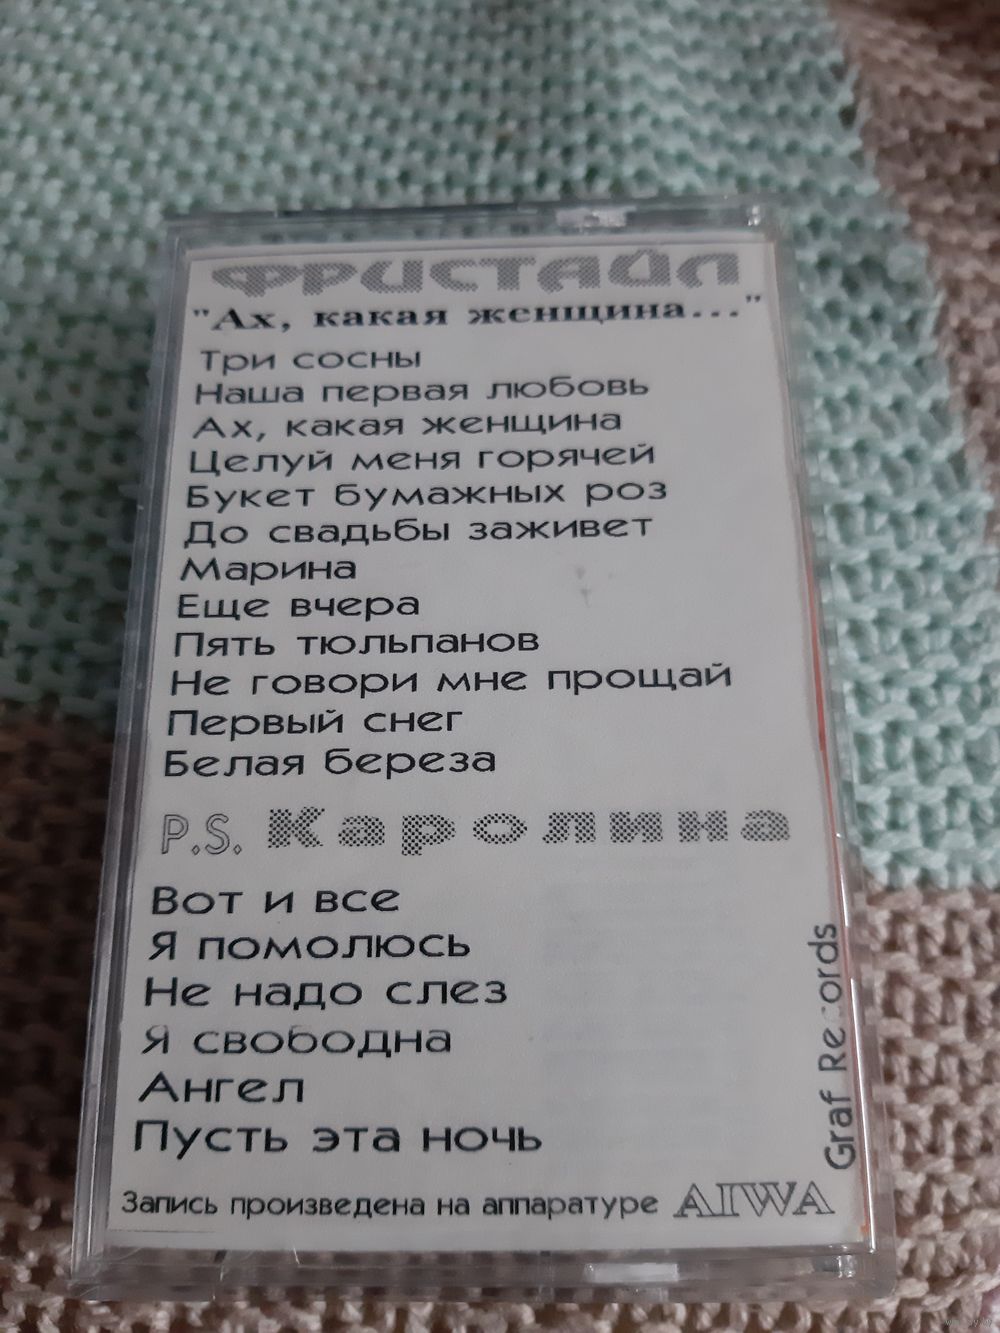 ФРИСТАЙЛ
"Ах, какая женщина..."
Три сосны
Наша первая любовь
Ах, какая женщина
Целуй меня горячей
Букет бумажных роз
До свадьбы заживет
Марина
Еще вчера
Пять тюльпанов
Не говори мне прощай
Первый снег
Белая береза
P.S. Каролина
Вот и все
Я помолюсь
Не надо слез
Я свободна
Ангел
Пусть эта ночь
Запись произведена на аппаратуре AIWA
Graf Records